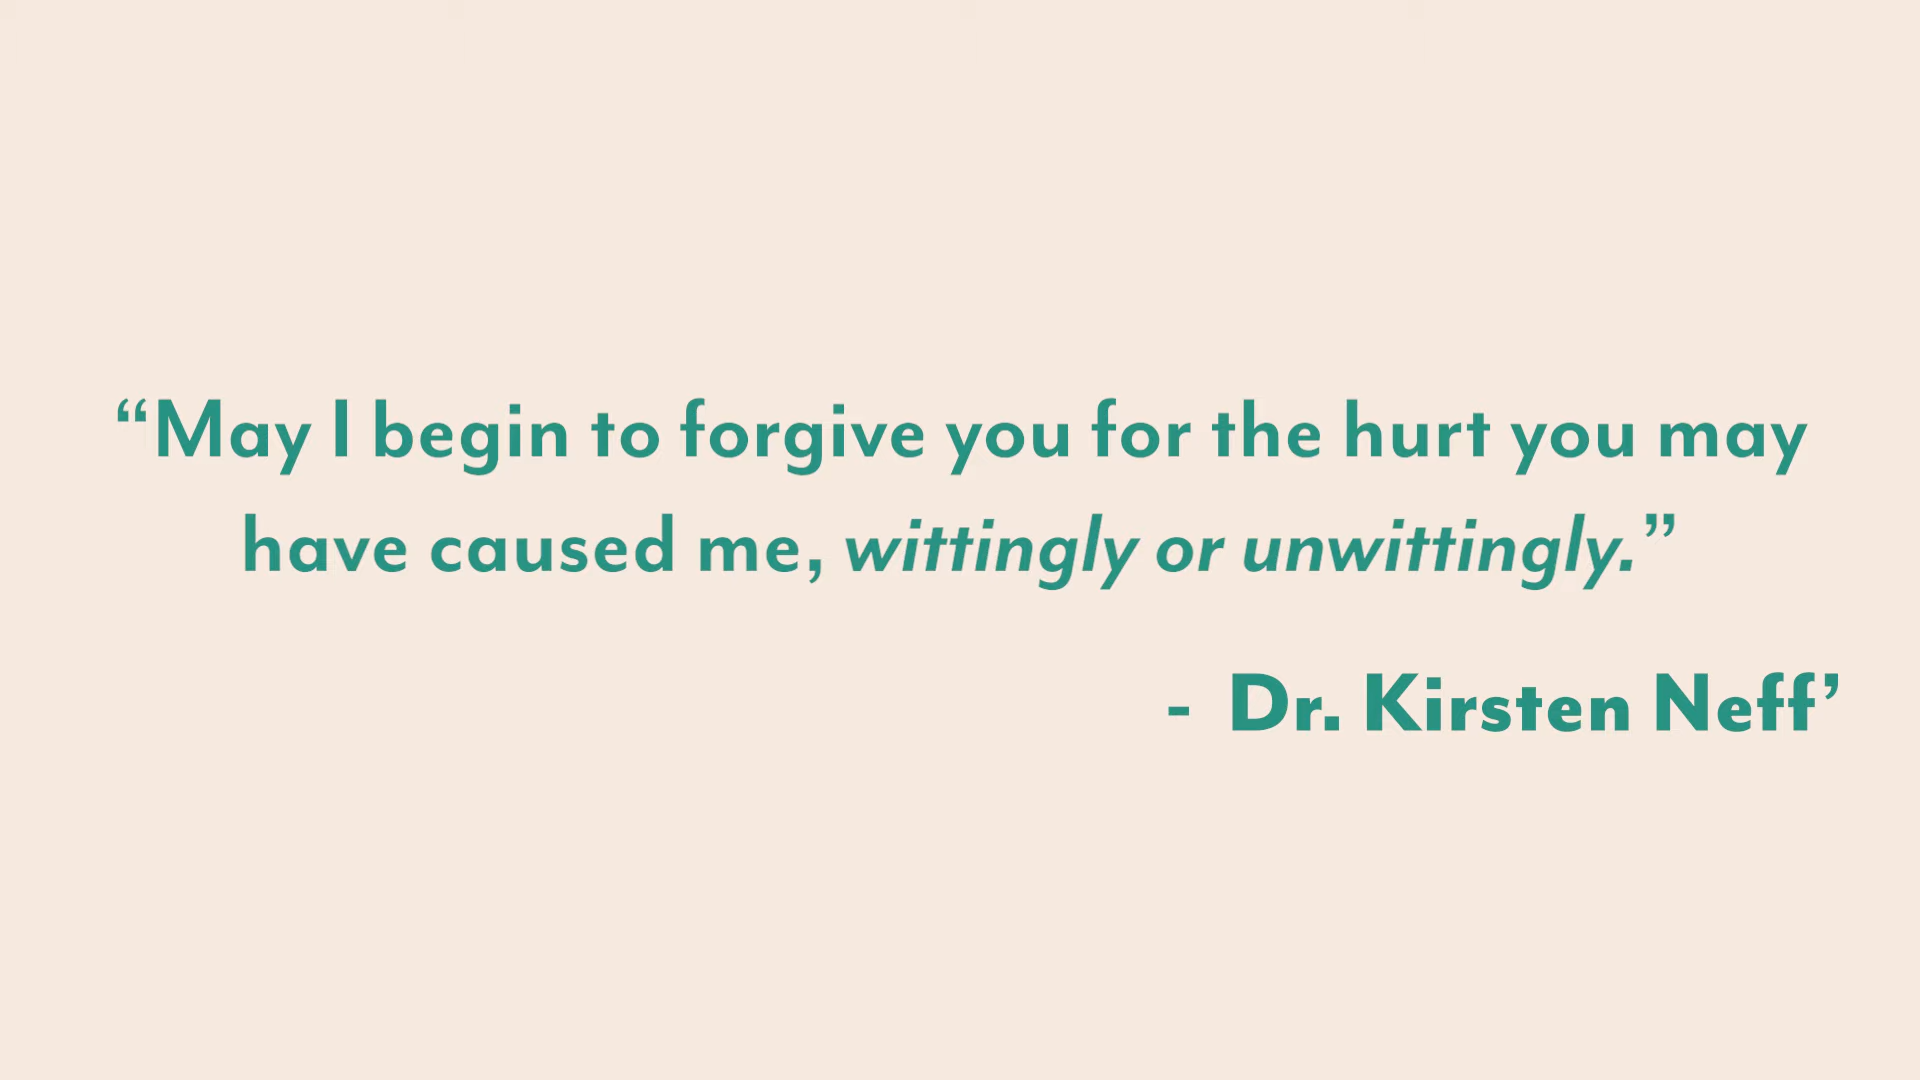 “May I begin to forgive you for the hurt you may
have caused me, wittingly or unwittingly.”
- Dr. Kirsten Neff’